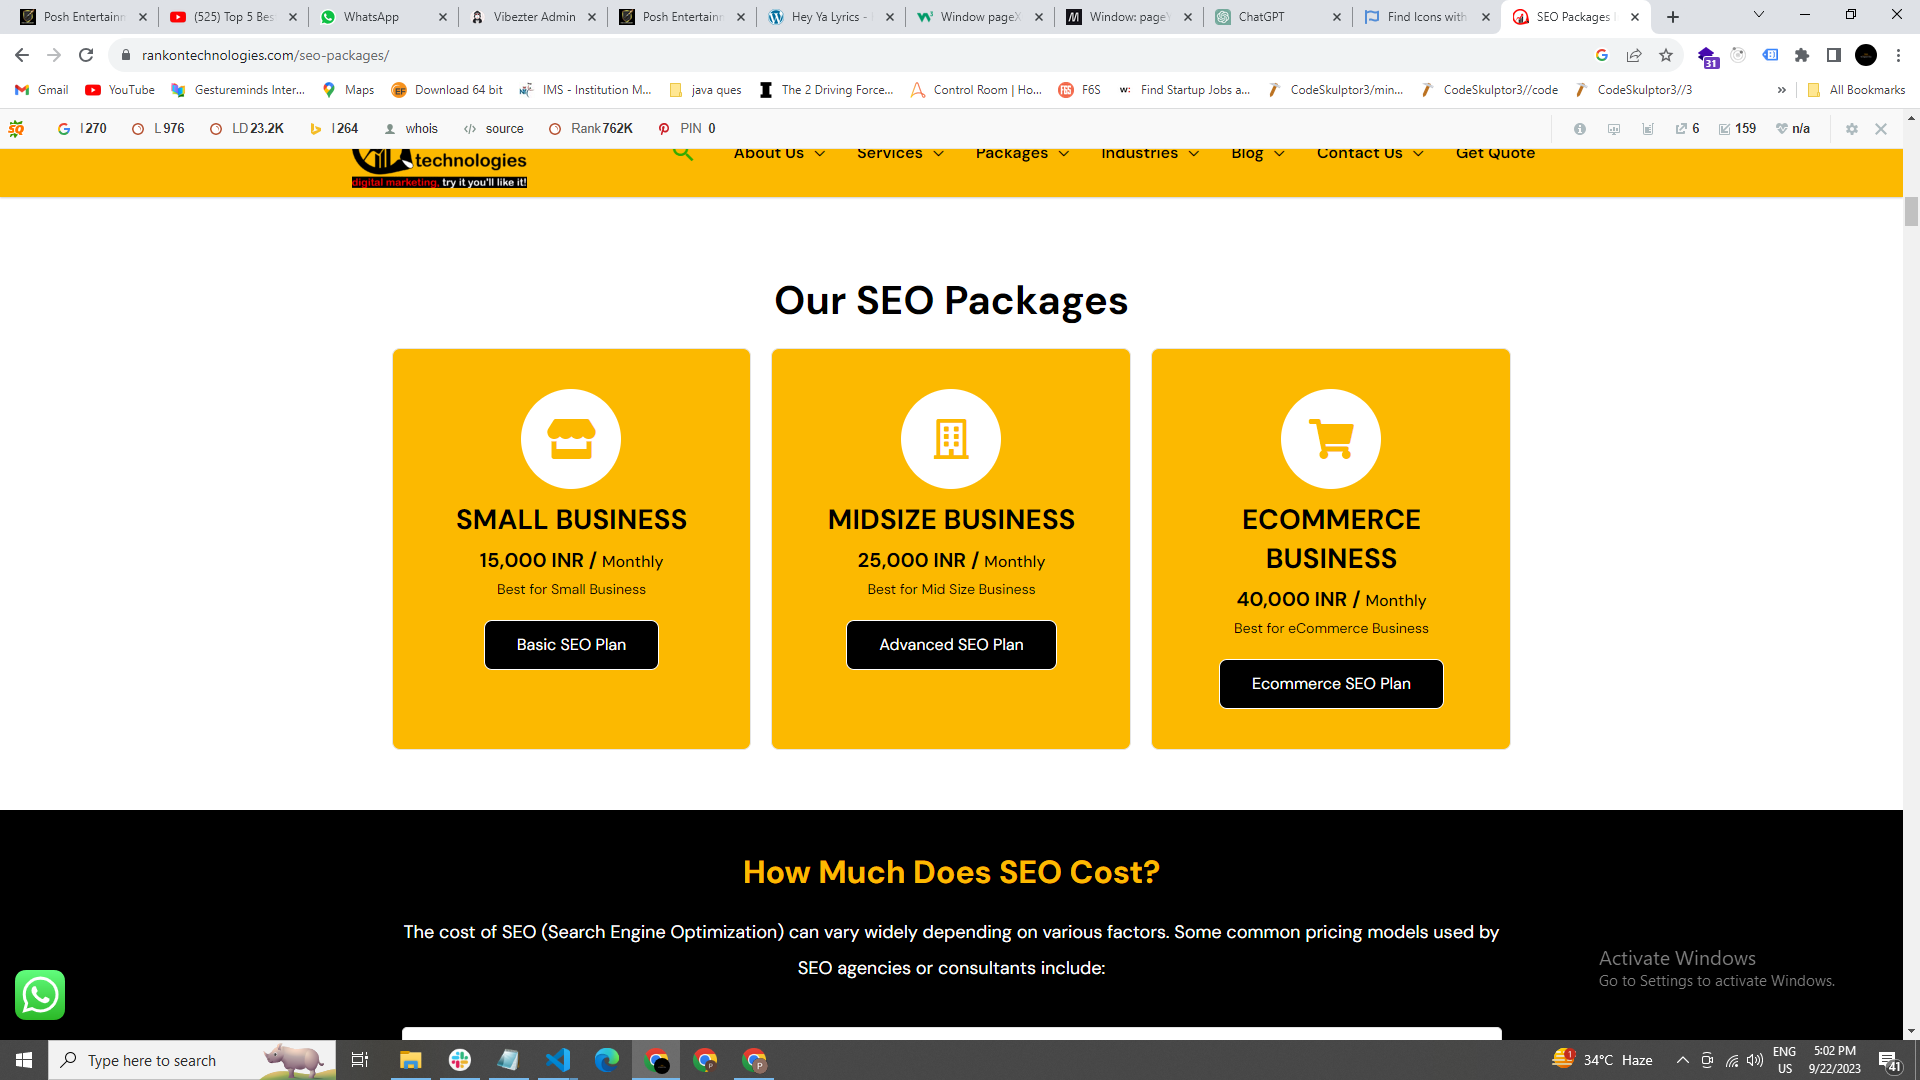 Posh Entertainn
(525) Top 5 Bes
WhatsApp
Vibezter Admin
Posh Entertainn
Hey Ya Lyrics -
Window pageX
Window: pageY
ChatGPT
Find Icons with
SEO Packages
rankontechnologies.com/seo-packages/
31
Gmail
YouTube
Gestureminds Inter...
Maps
Download 64 bit
IMS - Institution M...
java ques
The 2 Driving Force...
Control Room | Ho...
F6S
Find Startup Jobs a...
CodeSkulptor3/min...
CodeSkulptor3//code
CodeSkulptor3//3
»
All Bookmarks
SQ
I 270
L 976
LD 23.2K
I 264
whois
source
Rank 762K
PIN 0
6
159
n/a
technologies
digital marketing, try it you'll like it!
About Us
Services
Packages
Industries
Blog
Contact Us
Get Quote
Our SEO Packages
SMALL BUSINESS
15,000 INR / Monthly
Best for Small Business
Basic SEO Plan
MIDSIZE BUSINESS
25,000 INR / Monthly
Best for Mid Size Business
Advanced SEO Plan
ECOMMERCE
BUSINESS
40,000 INR / Monthly
Best for eCommerce Business
Ecommerce SEO Plan
How Much Does SEO Cost?
The cost of SEO (Search Engine Optimization) can vary widely depending on various factors. Some common pricing models used by
SEO agencies or consultants include:
Activate Windows
Go to Settings to activate Windows.
Type here to search
34°C Haze
ENG
US
5:02 PM
9/22/2023
41